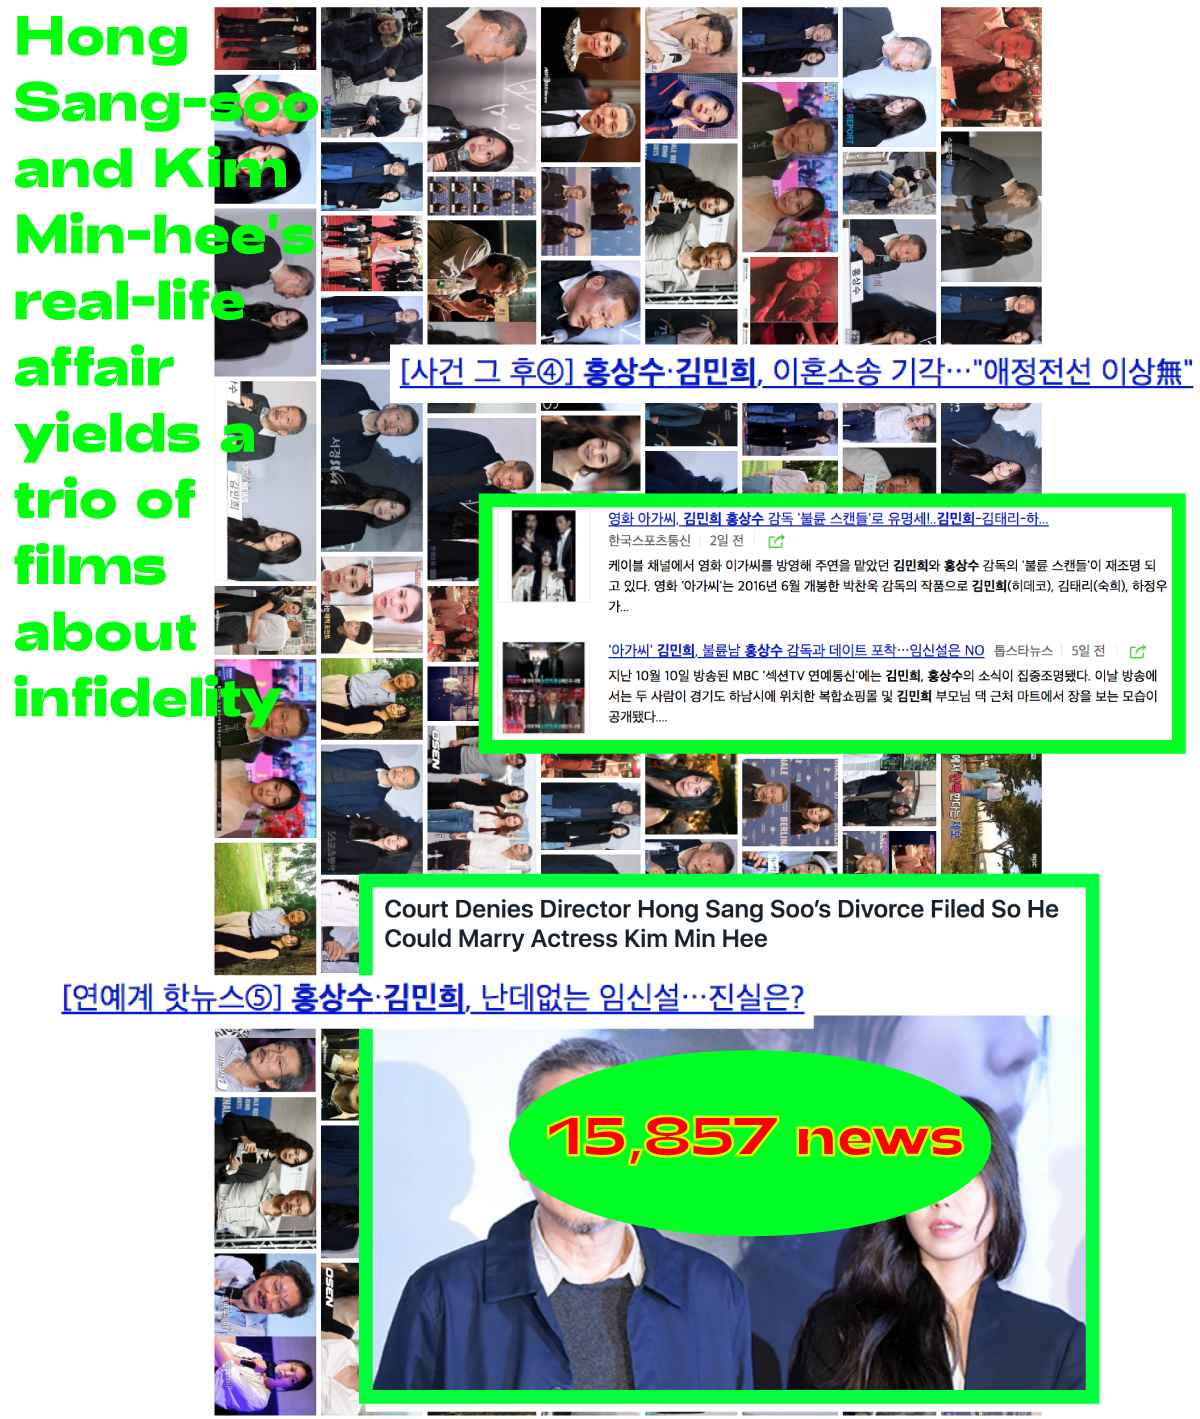 Hong
Sang-soo
and Kim
Min-hee's
real-life
affair
yields a
trio of
films
about
infidelity
[사건 그 후④] 홍상수·김민희, 이혼소송 기각…"애정전선 이상無"
영화 아가씨, 김민희 홍상수 감독 '불륜 스캔들'로 유명세!..김민희-김태리-하...
한국스포츠통신 2일 전
케이블 채널에서 영화 이가씨를 방영해 주연을 맡았던 김민희와 홍상수 감독의 '불륜 스캔들'이 재조명 되
고 있다. 영화 '아가씨'는 2016년 6월 개봉한 박찬욱 감독의 작품으로 김민희(히데코), 김태리(숙희), 하정우
가...
'아가씨' 김민희, 불륜남 홍상수 감독과 데이트 포착…임신설은 NO 톱스타뉴스 5일 전
지난 10월 10일 방송된 MBC '섹션TV 연예통신'에는 김민희, 홍상수의 소식이 집중조명됐다. 이날 방송에
서는 두 사람이 경기도 하남시에 위치한 복합쇼핑몰 및 김민희 부모님 댁 근처 마트에서 장을 보는 모습이
공개됐다....
Court Denies Director Hong Sang Soo's Divorce Filed So He
Could Marry Actress Kim Min Hee
[연예계 핫뉴스⑤] 홍상수·김민희, 난데없는 임신설…진실은?
15,857 news
TV REPORT
홍상수
김민희
OSEN
OSEN